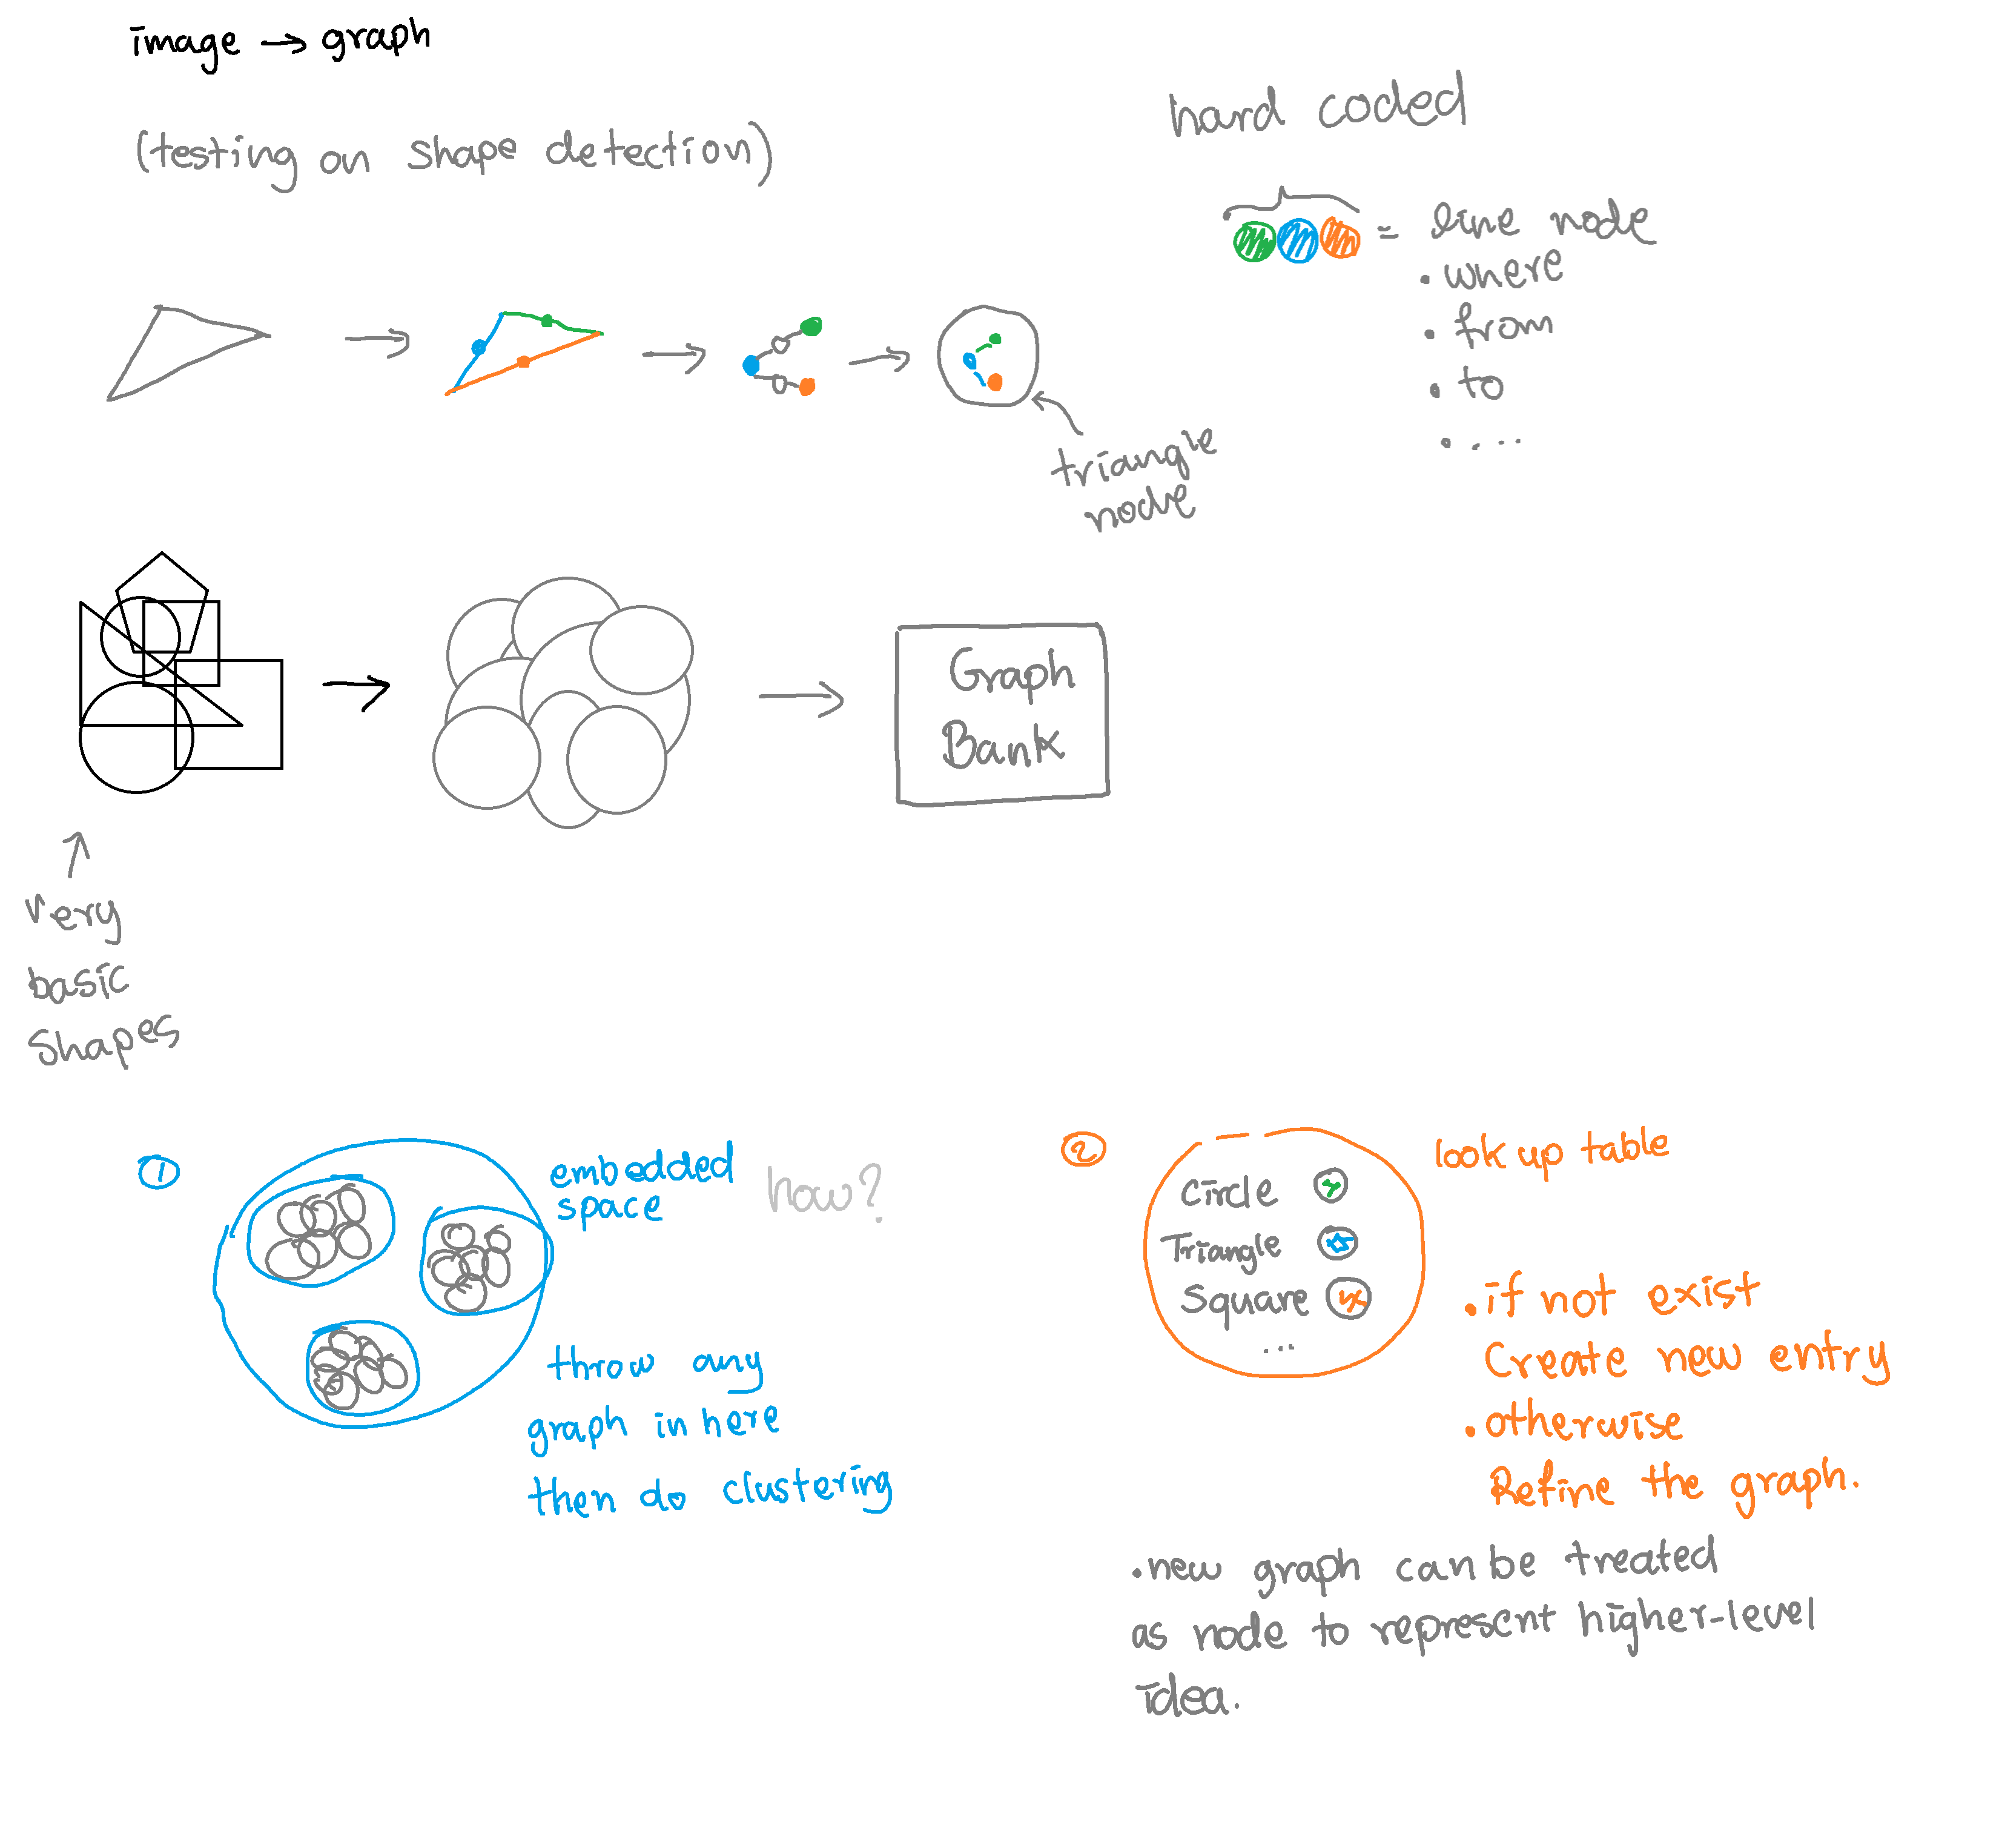 image → graph
(testing on shape detection)
hard coded
= line node
• where
• from
• to
• ....
triangle
node
Graph
Bank
very
basic
shapes
①
embedded
space
how?
throw any
graph in here
then do clustering
②
look up table
Circle
Triangle
Square
...
• if not exist
Create new entry
• otherwise
Refine the graph.
• new graph can be treated
as node to represent higher-level
idea.